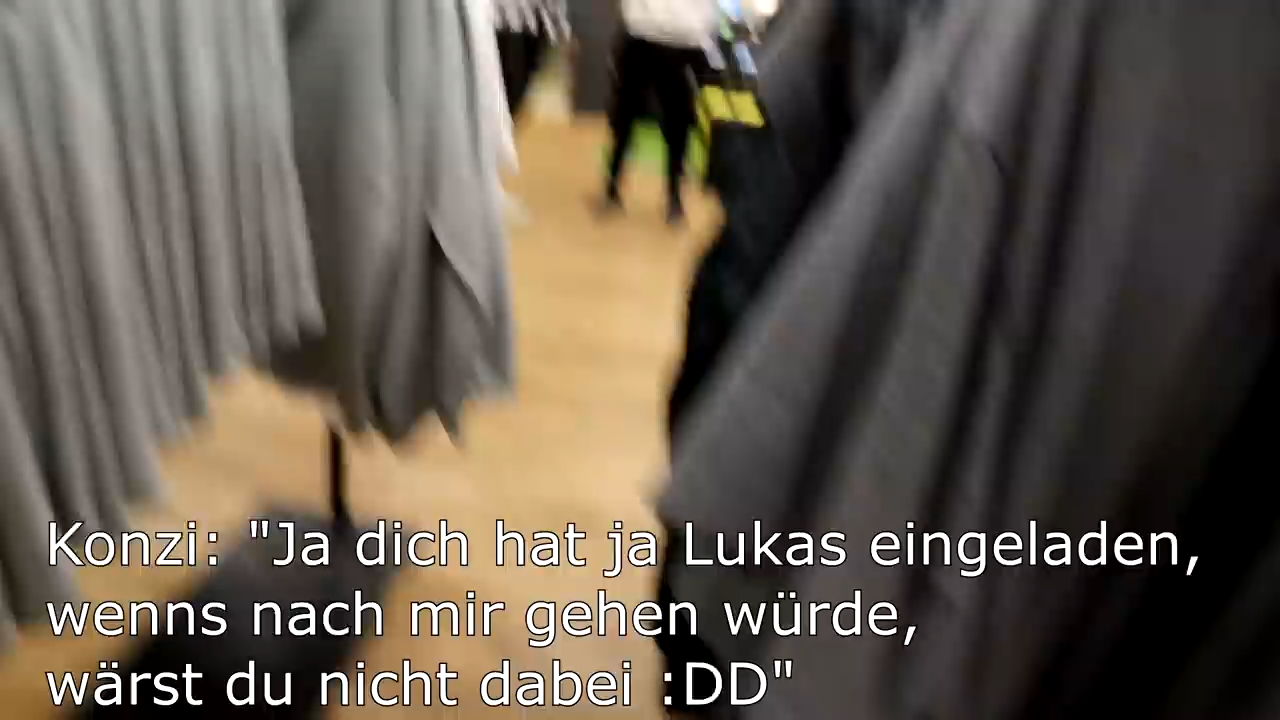 Konzi: "Ja dich hat ja Lukas eingeladen,
wenns nach mir gehen würde,
wärst du nicht dabei :DD"